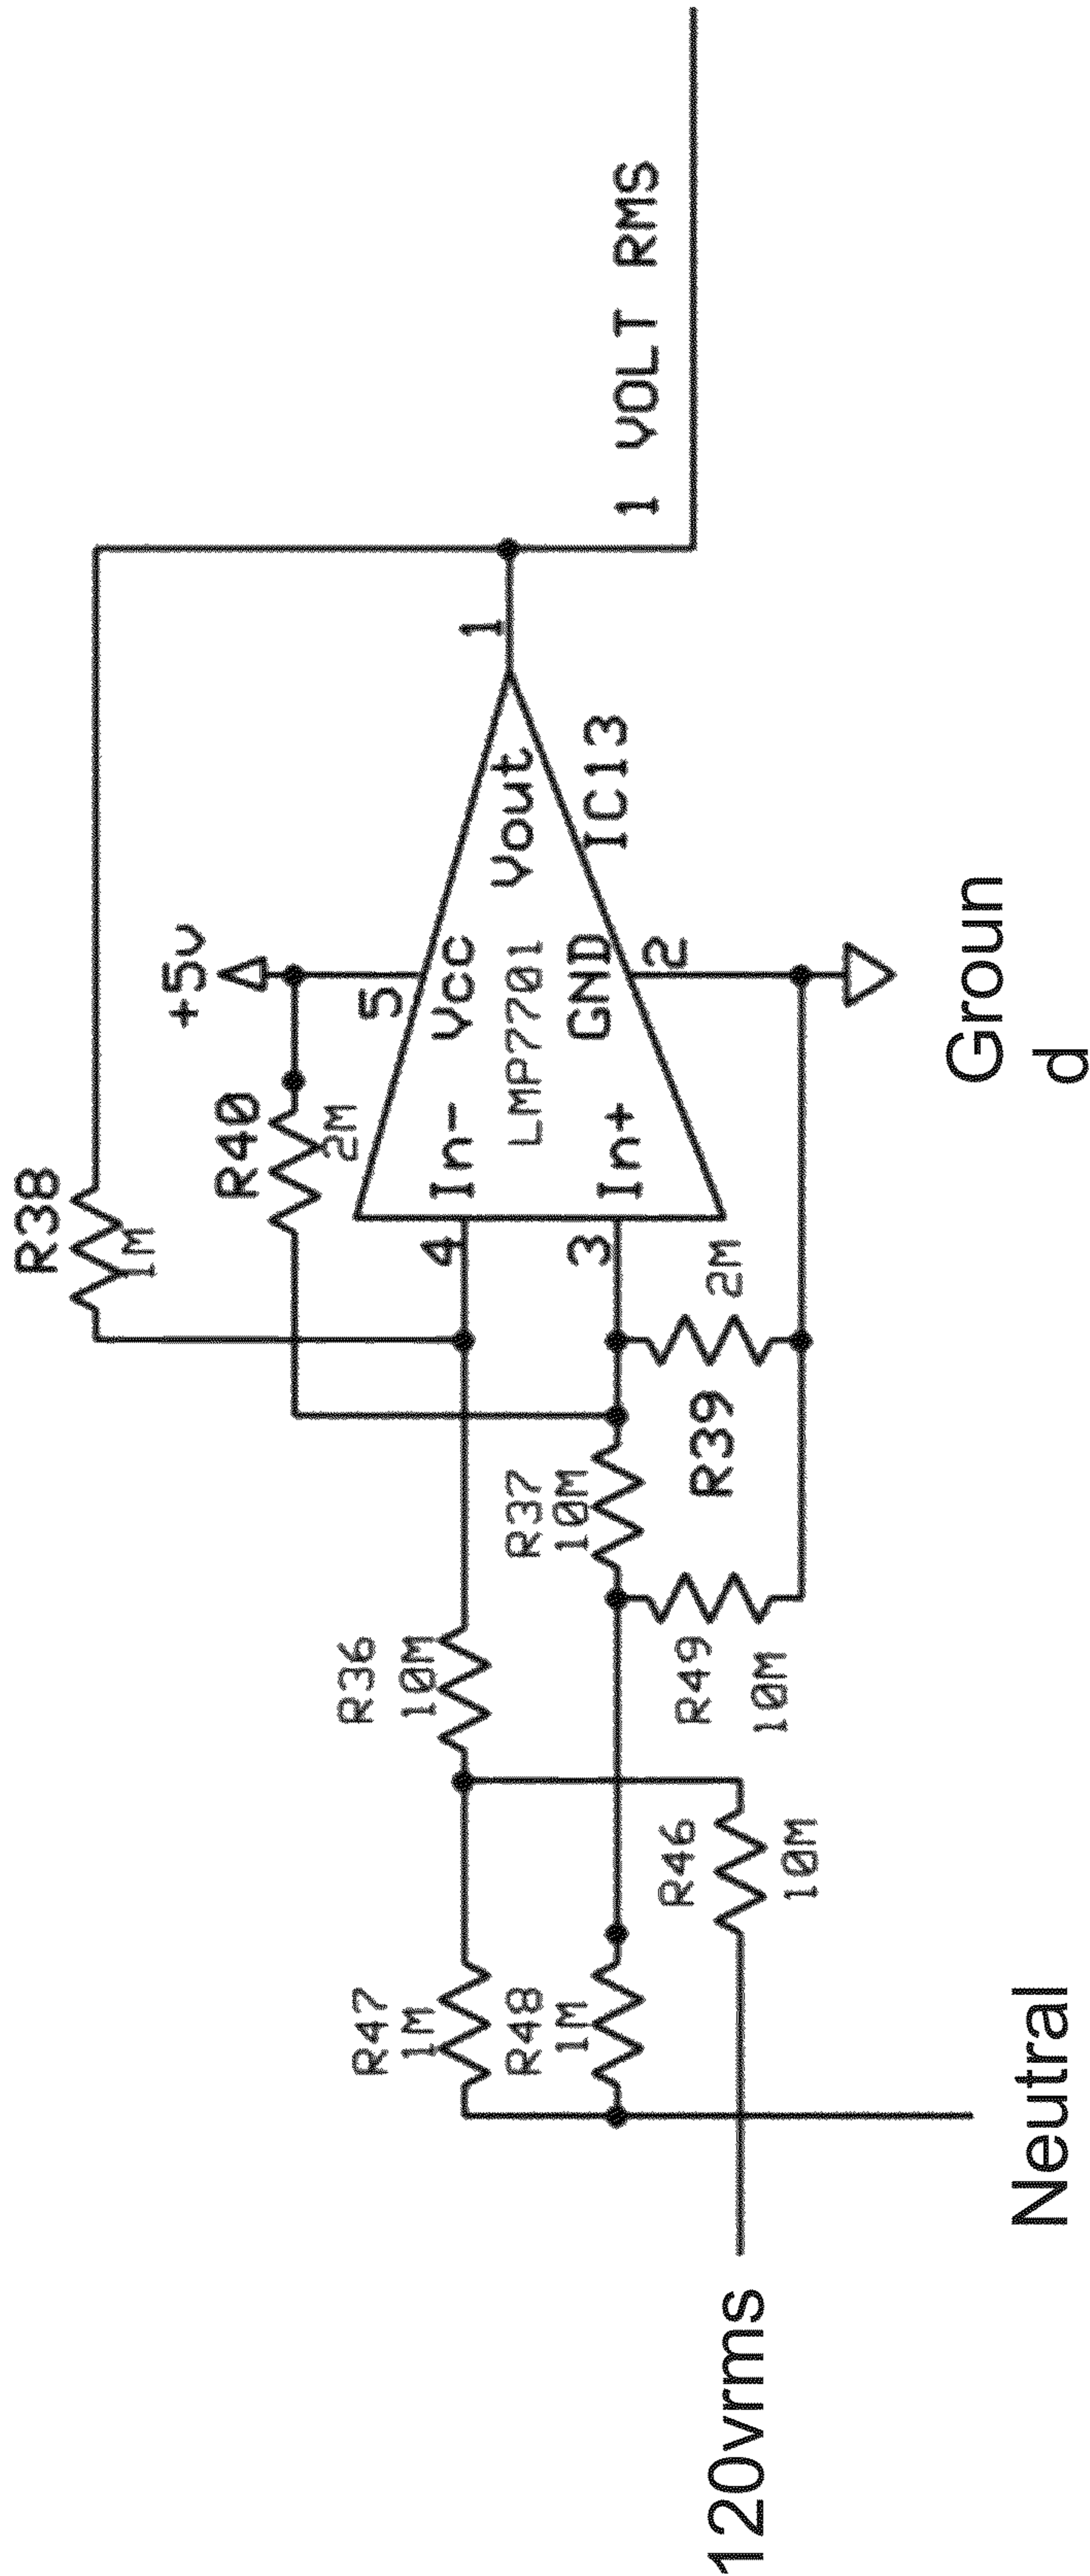 R38
1M
+5v
R40
2M
5
1
4
In-
Vcc
Vout
LMP7701
3
In+
GND
IC13
2
1 VOLT RMS
R36
10M
R37
10M
2M
R39
R47
1M
R48
1M
R49
10M
R46
10M
120vrms
Neutral
Groun
d